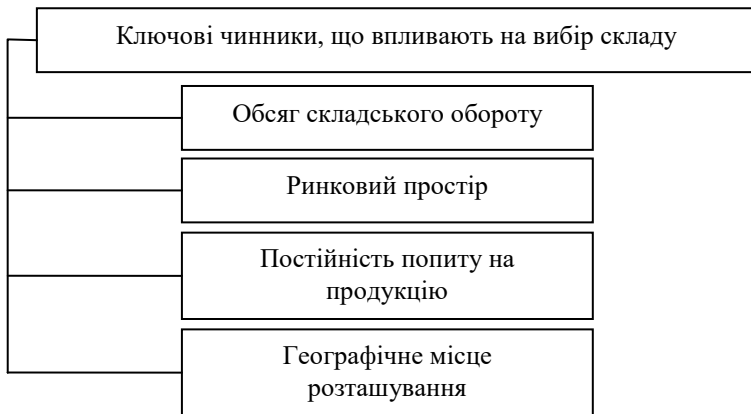 Ключові чинники, що впливають на вибір складу
Обсяг складського обороту
Ринковий простір
Постійність попиту на
продукцію
Географічне місце
розташування